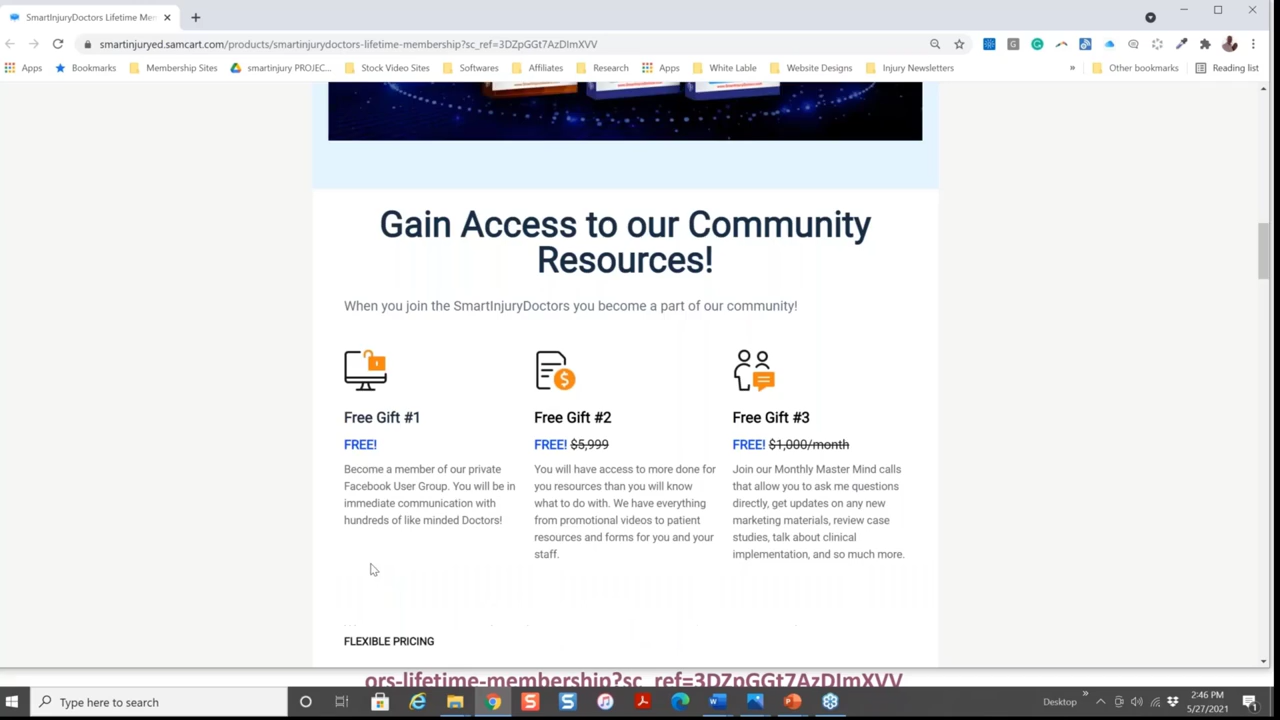 SmartInjuryDoctors Lifetime Mem
smartinjuryed.samcart.com/products/smartinjurydoctors-lifetime-membership?sc_ref=3DZpGGt7AzDImXVV
Apps Bookmarks Membership Sites smartinjury PROJEC... Stock Video Sites Softwares Affiliates Research Apps White Lable Website Designs Injury Newsletters » Other bookmarks Reading list
Gain Access to our Community
Resources!
When you join the SmartInjuryDoctors you become a part of our community!
Free Gift #1
FREE!
Become a member of our private
Facebook User Group. You will be in
immediate communication with
hundreds of like minded Doctors!
Free Gift #2
FREE! $5,999
You will have access to more done for
you resources than you will know
what to do with. We have everything
from promotional videos to patient
resources and forms for you and your
staff.
Free Gift #3
FREE! $1,000/month
Join our Monthly Master Mind calls
that allow you to ask me questions
directly, get updates on any new
marketing materials, review case
studies, talk about clinical
implementation, and so much more.
FLEXIBLE PRICING
ors-lifetime-membership?sc_ref=3DZpGGt7AzDImXVV
Type here to search
Desktop »
2:46 PM
5/27/2021